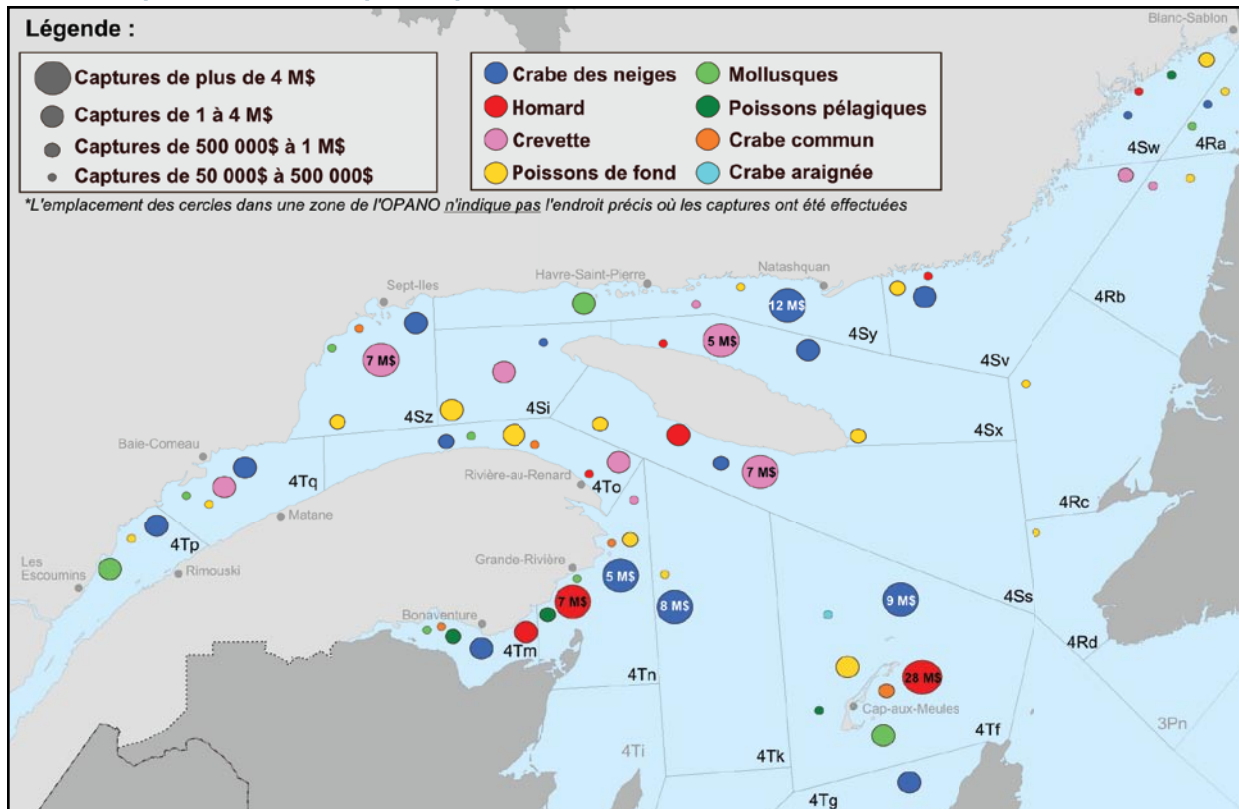 Blanc-Sablon
Légende :
Captures de plus de 4 M$
Captures de 1 à 4 M$
Captures de 500 000$ à 1 M$
Captures de 50 000$ à 500 000$
Crabe des neiges
Homard
Crevette
Poissons de fond
Mollusques
Poissons pélagiques
Crabe commun
Crabe araignée
*L'emplacement des cercles dans une zone de l'OPANO n'indique pas l'endroit précis où les captures ont été effectuées
4Sw
4Ra
Sept-Iles
Havre-Saint-Pierre
Natashquan
12 M$
4Rb
4Sy
4Sv
5 M$
7 M$
4Sz
4Si
4Sx
Baie-Comeau
4Tq
Rivière-au-Renard
4To
7 M$
4Rc
Matane
4Tp
Les
Escoumins
Rimouski
Grande-Rivière
5 M$
8 M$
9 M$
4Ss
7 M$
Bonaventure
4Tm
4Tn
4Rd
28 M$
Cap-aux-Meules
4Tf
3Pn
4Ti
4Tk
4Tg